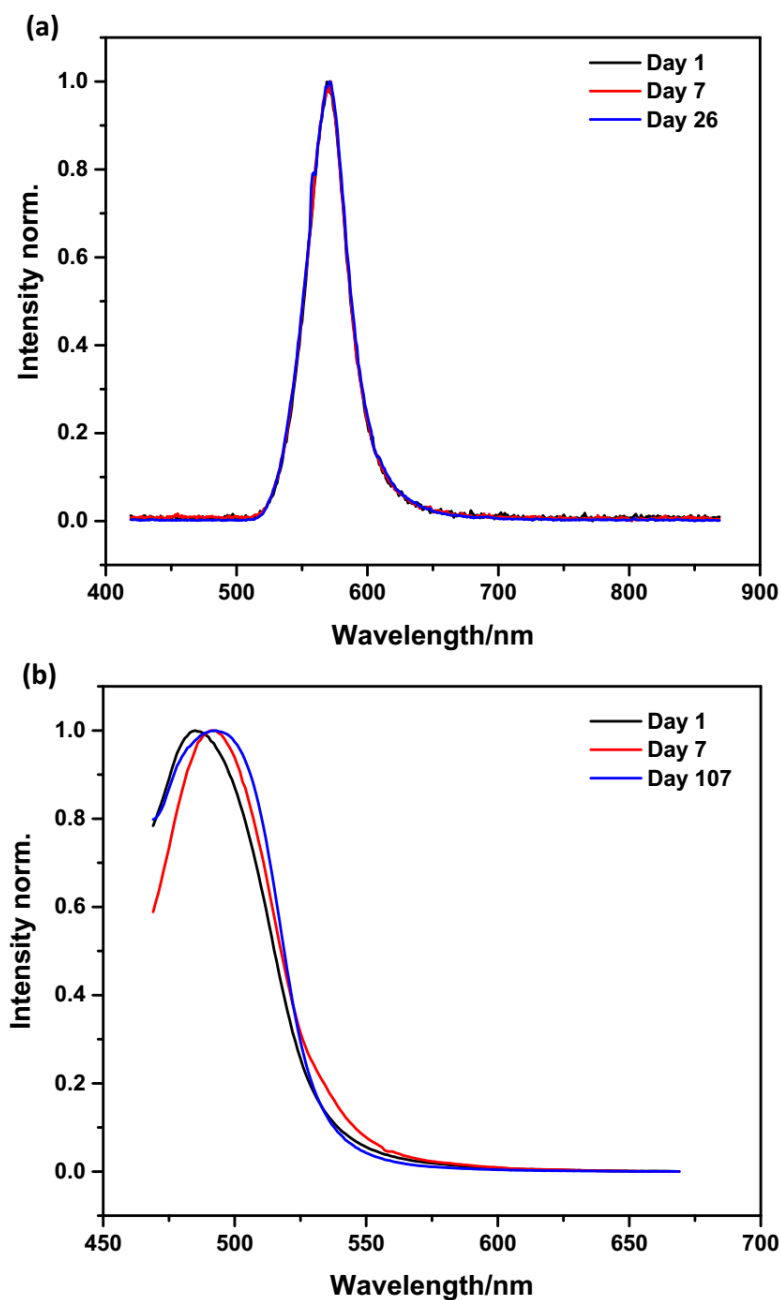 (a)
Day 1
Day 7
Day 26
Intensity norm.
1.0
0.8
0.6
0.4
0.2
0.0
400 500 600 700 800 900
Wavelength/nm
(b)
Day 1
Day 7
Day 107
Intensity norm.
1.0
0.8
0.6
0.4
0.2
0.0
450 500 550 600 650 700
Wavelength/nm